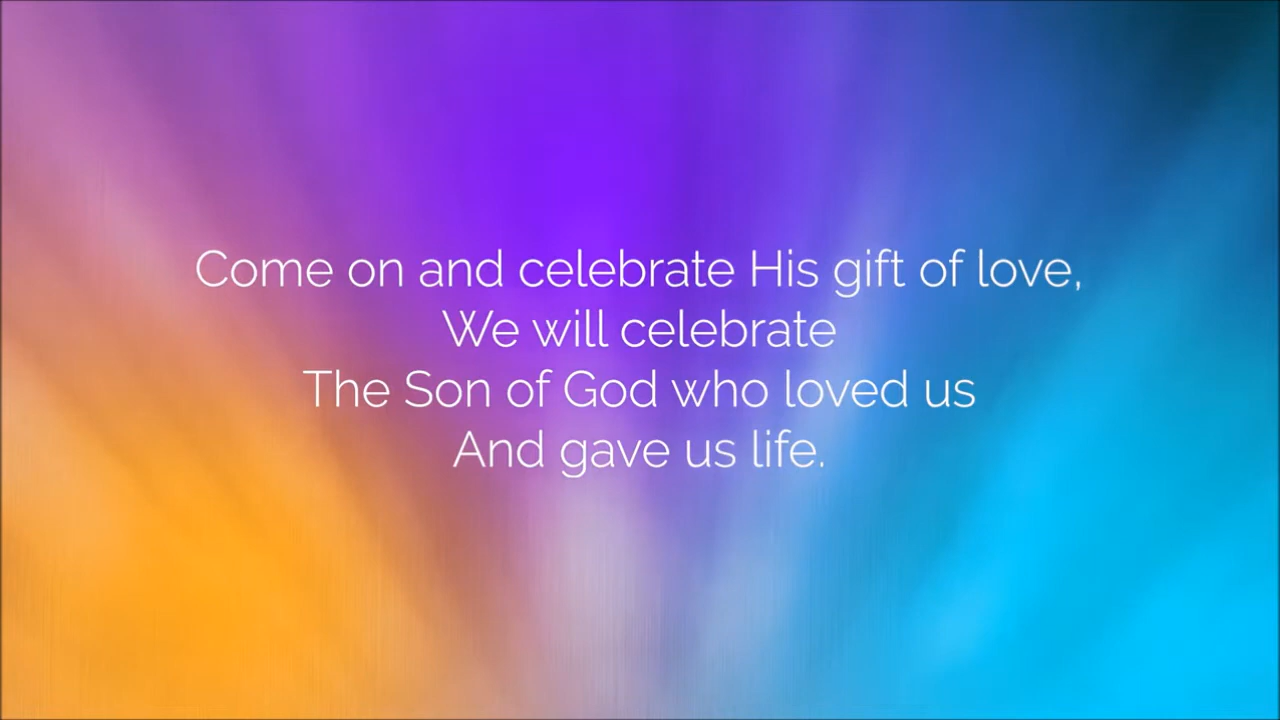 Come on and celebrate His gift of love,
We will celebrate
The Son of God who loved us
And gave us life.